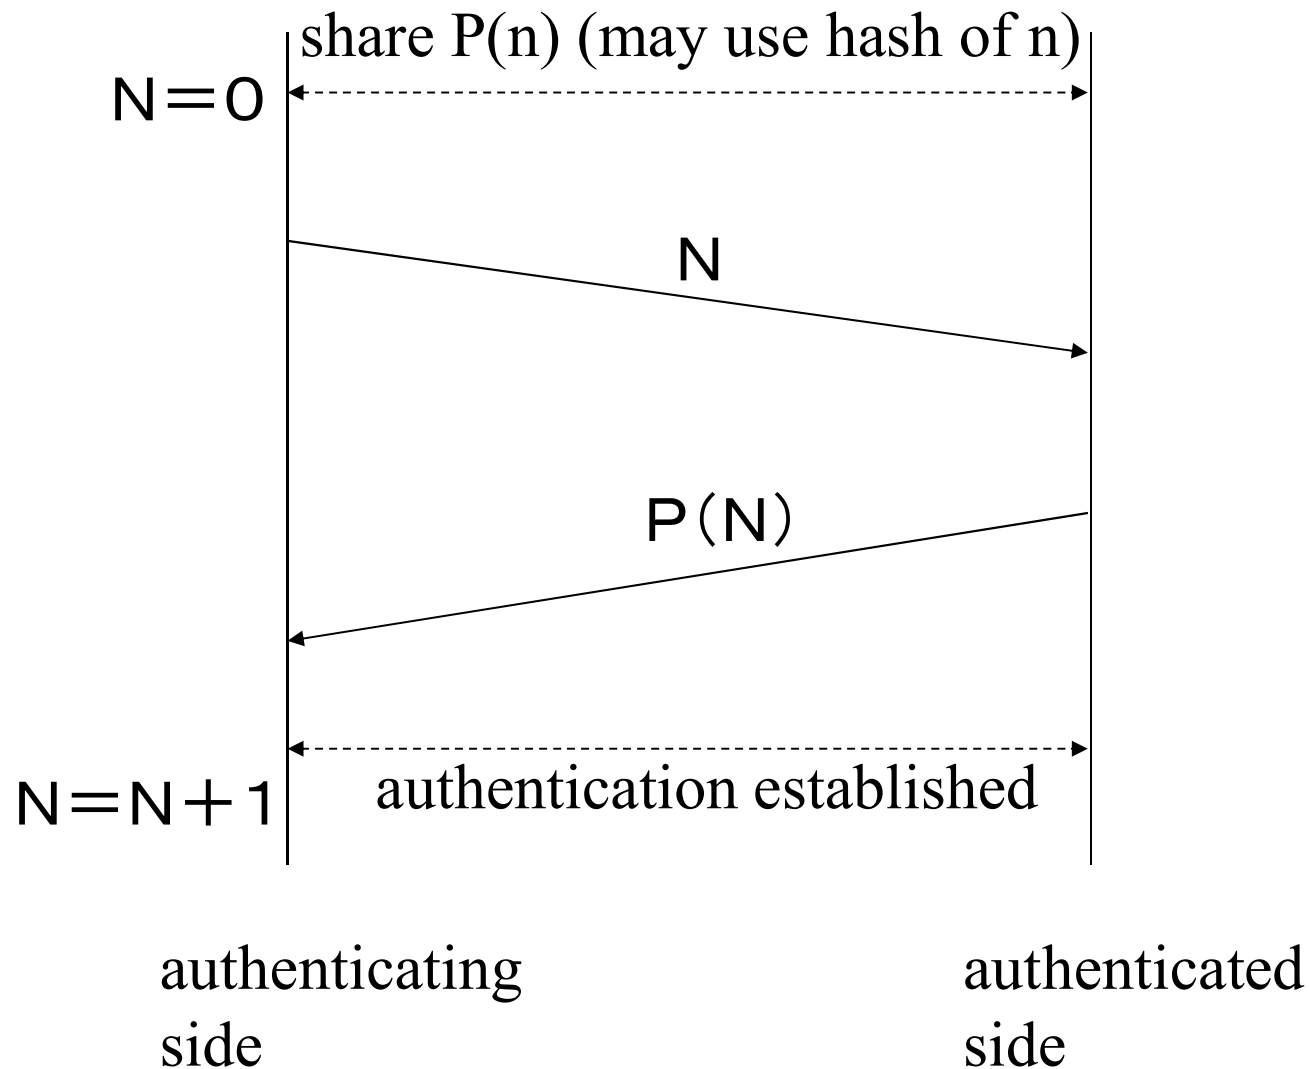 share P(n) (may use hash of n)
N=0
N
P(N)
authentication established
N=N+1
authenticating
side
authenticated
side